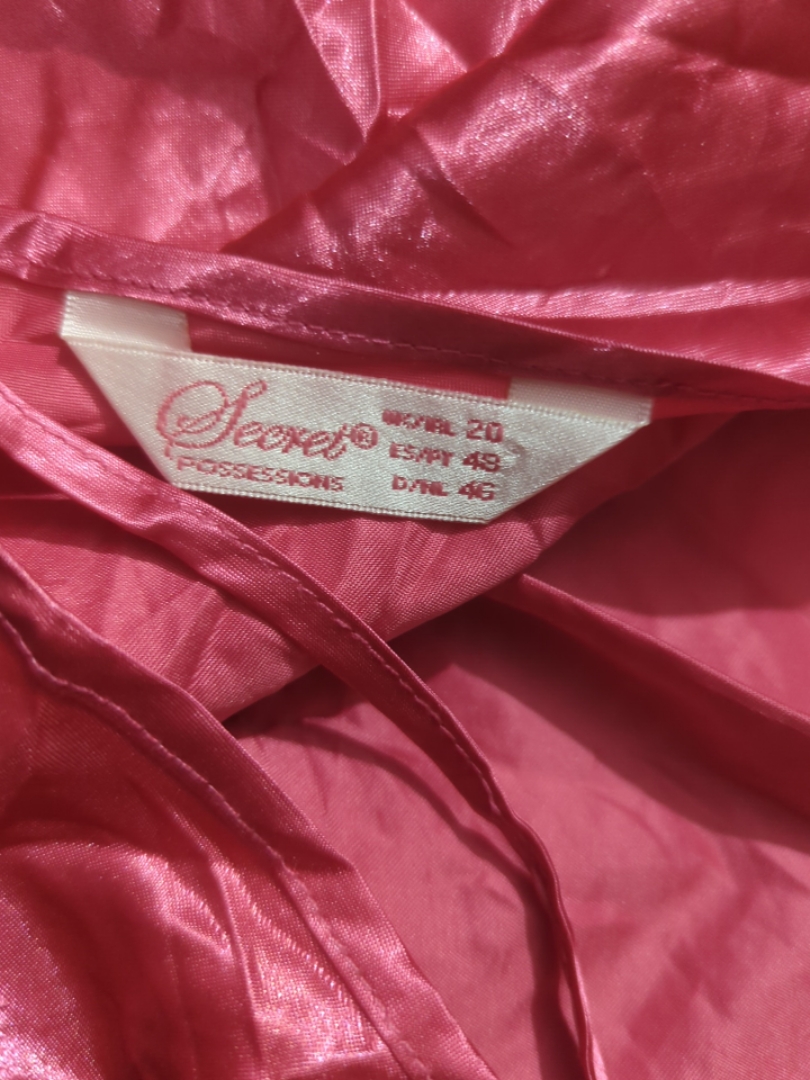 Secret®
POSSESSIONS
UK/IRL 20
ES/PT 48
D/NL 46